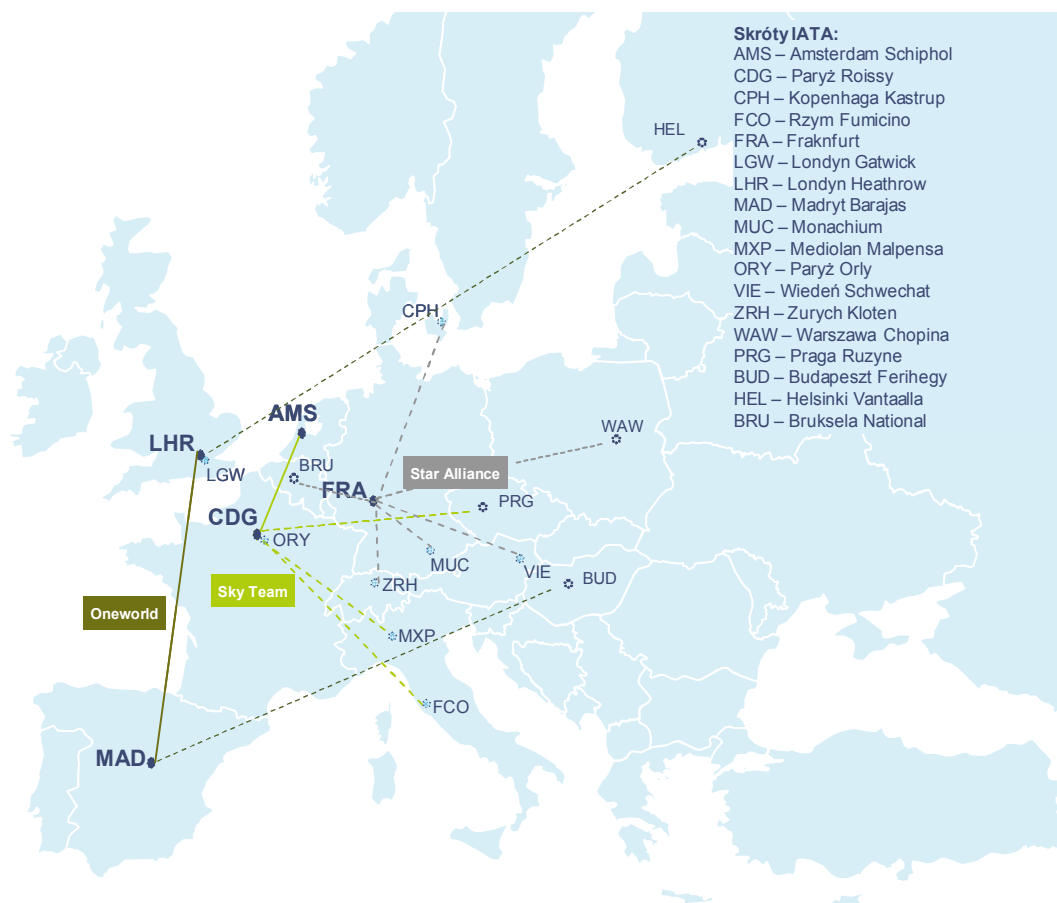 Skróty IATA:
AMS – Amsterdam Schiphol
CDG – Paryż Roissy
CPH – Kopenhaga Kastrup
FCO – Rzym Fumicino
FRA – Fraknfurt
LGW – Londyn Gatwick
LHR – Londyn Heathrow
MAD – Madryt Barajas
MUC – Monachium
MXP – Mediolan Malpensa
ORY – Paryż Orly
VIE – Wiedeń Schwechat
ZRH – Zurych Kloten
WAW – Warszawa Chopina
PRG – Praga Ruzyne
BUD – Budapeszt Ferihegy
HEL – Helsinki Vantaalla
BRU – Bruksela National
HEL
CPH
AMS
WAW
LHR
BRU
LGW
Star Alliance
FRA
PRG
CDG
ORY
MUC
VIE
ZRH
BUD
Sky Team
Oneworld
MXP
FCO
MAD